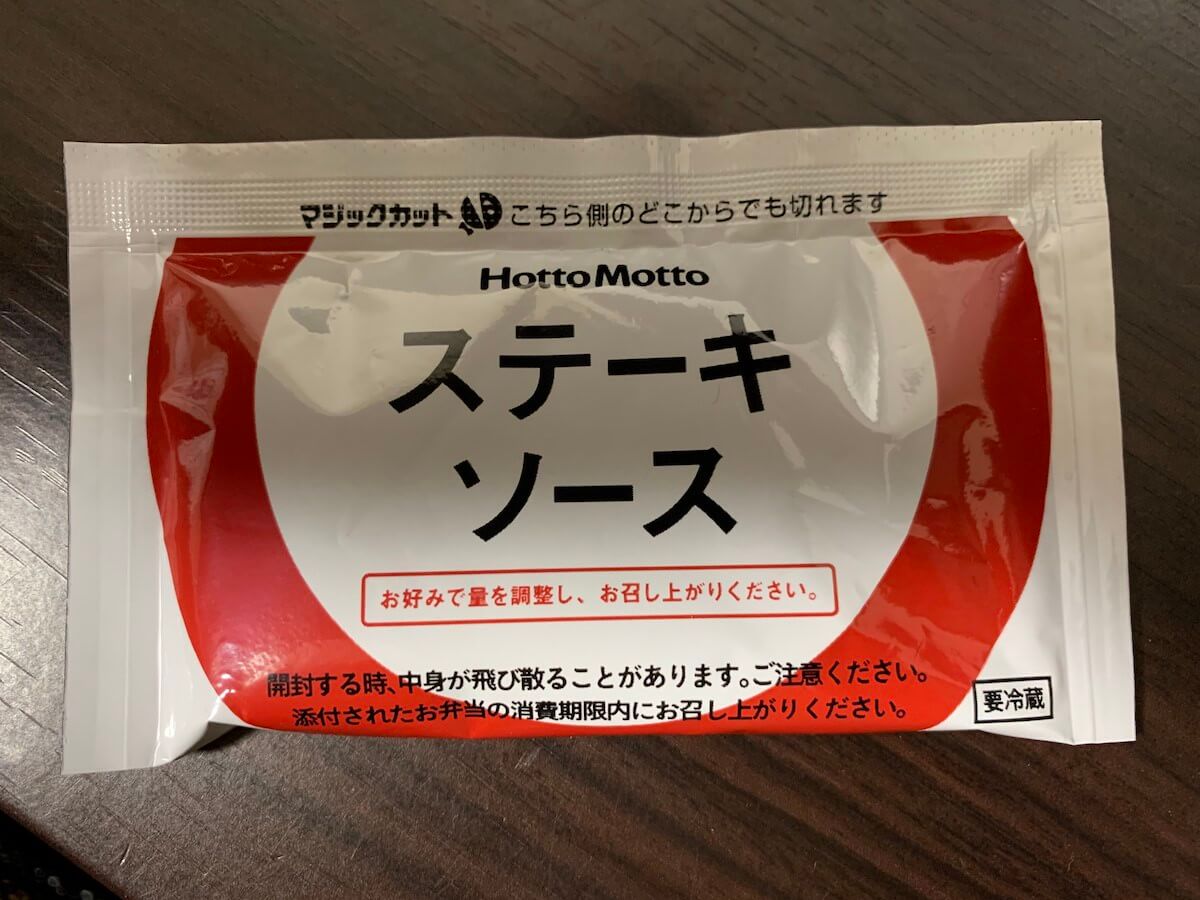 マジックカット こちら側のどこからでも切れます
HottoMotto
ステーキ
ソース
お好みで量を調整し、お召し上がりください。
開封する時、中身が飛び散ることがあります。ご注意ください。
添付されたお弁当の消費期限内にお召し上がりください。
要冷蔵